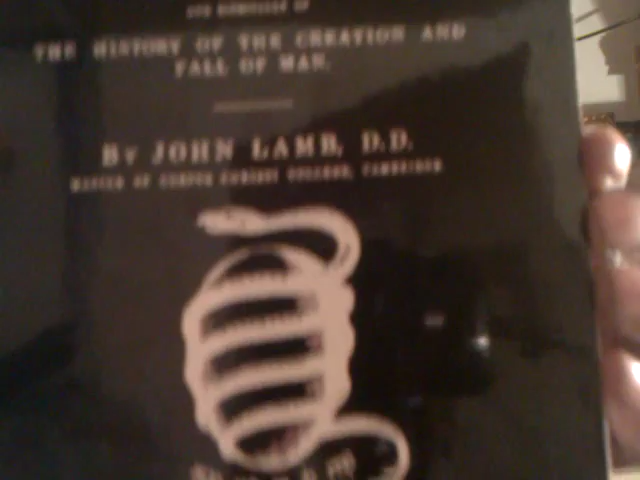 THE HISTORY OF THE CREATION AND
FALL OF MAN.
BY JOHN LAMB, D.D.
MASTER OF CORPUS CHRISTI COLLEGE, CAMBRIDGE